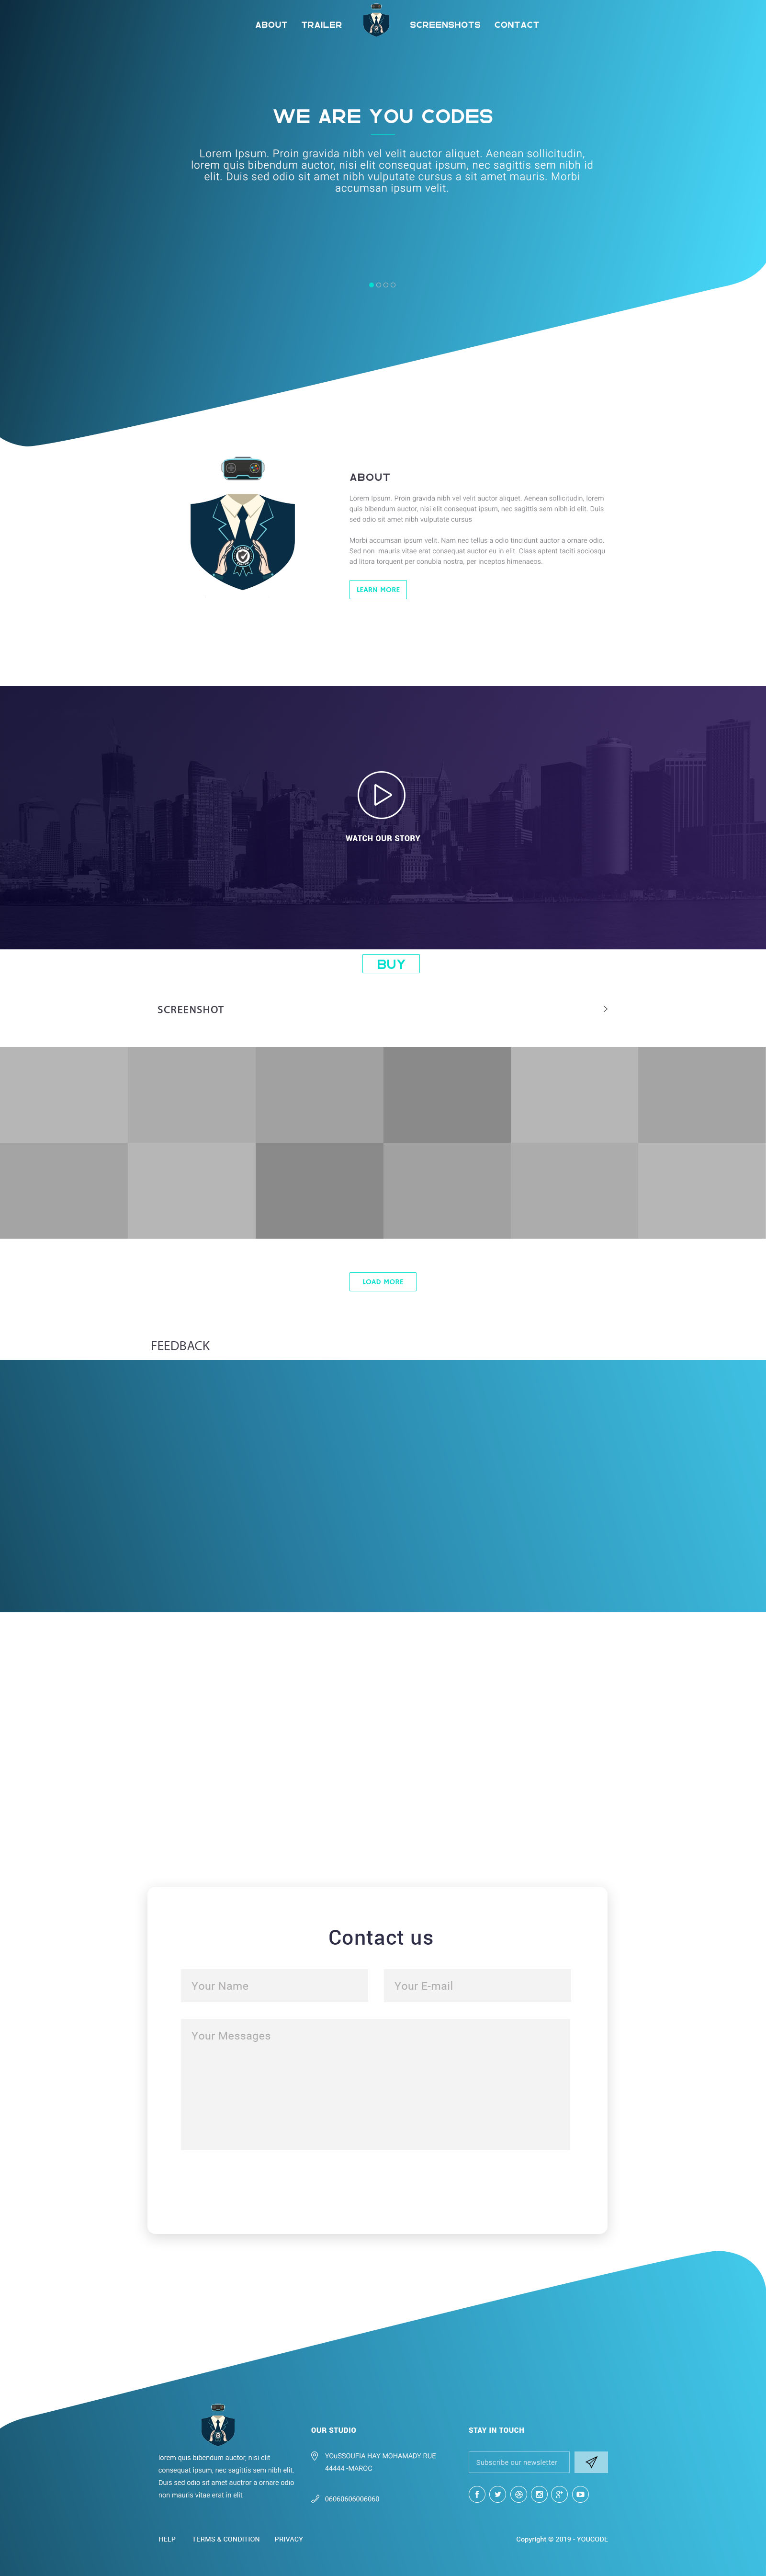 ABOUT TRAILER SCREENSHOTS CONTACT
WE ARE YOU CODES
Lorem Ipsum. Proin gravida nibh vel velit auctor aliquet. Aenean sollicitudin,
lorem quis bibendum auctor, nisi elit consequat ipsum, nec sagittis sem nibh id
elit. Duis sed odio sit amet nibh vulputate cursus a sit amet mauris. Morbi
accumsan ipsum velit.
ABOUT
Lorem Ipsum. Proin gravida nibh vel velit auctor aliquet. Aenean sollicitudin, lorem
quis bibendum auctor, nisi elit consequat ipsum, nec sagittis sem nibh id elit. Duis
sed odio sit amet nibh vulputate cursus
Morbi accumsan ipsum velit. Nam nec tellus a odio tincidunt auctor a ornare odio.
Sed non mauris vitae erat consequat auctor eu in elit. Class aptent taciti sociosqu
ad litora torquent per conubia nostra, per inceptos himenaeos.
LEARN MORE
WATCH OUR STORY
BUY
SCREENSHOT
LOAD MORE
FEEDBACK
Contact us
Your Name
Your E-mail
Your Messages
lorem quis bibendum auctor, nisi elit
consequat ipsum, nec sagittis sem nibh elit.
Duis sed odio sit amet auctror a ornare odio
non mauris vitae erat in elit
OUR STUDIO
YOuSSOUFIA HAY MOHAMADY RUE
44444 -MAROC
06060606006060
STAY IN TOUCH
Subscribe our newsletter
HELP TERMS & CONDITION PRIVACY
Copyright © 2019 - YOUCODE